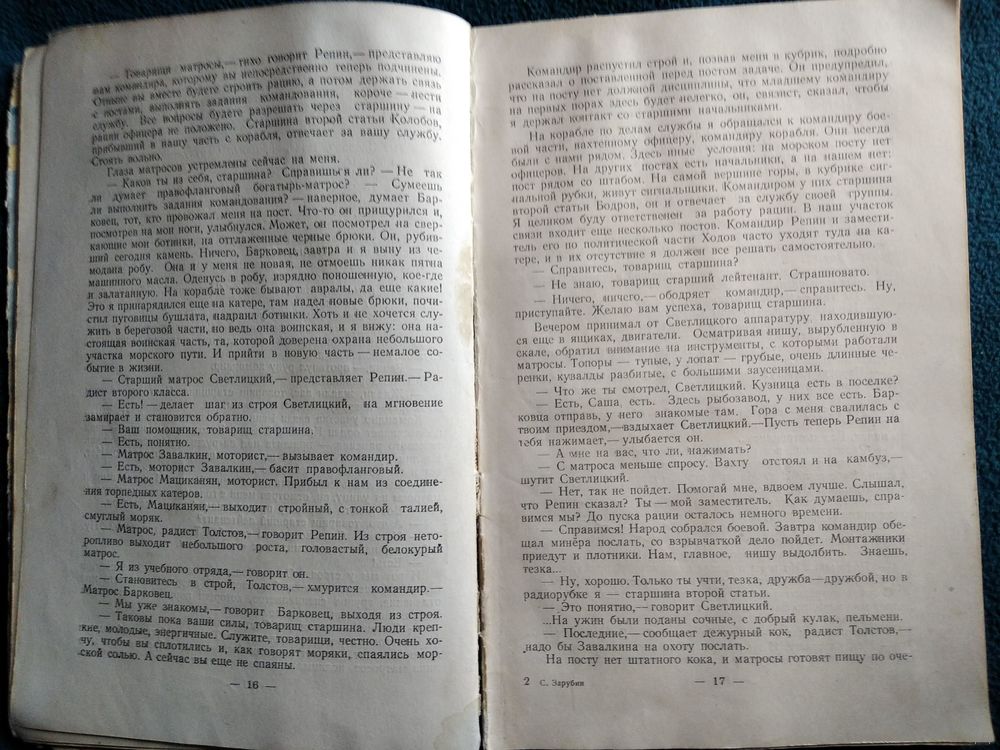 — Товарищи матросы,— тихо говорит Репин,— представляю
вам командира, которому вы непосредственно теперь подчинены.
Отныне вы вместе будете строить рацию, а потом держать связь
с постами, выполнять задания командования, короче — нести
службу. Все вопросы будете разрешать через старшину — на
рации офицера не положено. Старшина второй статьи Колобов,
прибывший в нашу часть с корабля, отвечает за вашу службу.
Стоять вольно.
Глаза матросов устремлены сейчас на меня.
— Каков ты из себя, старшина? Справишься ли? — Не так
ли думает правофланговый богатырь-матрос? — Сумеешь
ли выполнить задания командования? — наверное, думает Бар-
ковец, тот, кто провожал меня на пост. Что-то он прищурился и,
посмотрев на мои ноги, улыбнулся. Может, он посмотрел на свер-
кающие мои ботинки, на отглаженные черные брюки. Он, рубив-
ший сегодня камень. Ничего, Барковец, завтра и я выну из че-
модана робу. Она и у меня не новая, не отмоешь никак пятна
машинного масла. Оденусь в робу, изрядно поношенную, кое-где
и залатанную. На корабле тоже бывают авралы, да еще какие!
Это я принарядился еще на катере, там надел новые брюки, почи-
стил пуговицы бушлата, надраил ботинки. Хоть и не хочется слу-
жить в береговой части, но ведь она воинская, и я вижу: она на-
стоящая воинская часть, та, которой доверена охрана небольшого
участка морского пути. И прийти в новую часть — немалое со-
бытие в жизни.
— Старший матрос Светлицкий,— представляет Репин.— Ра-
дист второго класса.
— Есть! — делает шаг из строя Светлицкий, на мгновение
замирает и становится обратно.
— Ваш помощник, товарищ старшина.
— Есть, понятно.
— Матрос Завалкин, моторист,— вызывает командир.
— Есть, моторист Завалкин,— басит правофланговый.
— Матрос Мациканян, моторист. Прибыл к нам из соедине-
ния торпедных катеров.
— Есть, Мациканян,— выходит стройный, с тонкой талией,
смуглый моряк.
— Матрос, радист Толстов,— говорит Репин. Из строя нето-
ропливо выходит небольшого роста, головастый, белокурый
матрос.
— Я из учебного отряда,— говорит он.
— Становитесь в строй, Толстов,— хмурится командир.—
Матрос Барковец.
— Мы уже знакомы,— говорит Барковец, выходя из строя.
— Таковы пока ваши силы, товарищ старшина. Люди креп-
кие, молодые, энергичные. Служите, товарищи, честно. Очень хо-
чу, чтобы вы сплотились и, как говорят моряки, спаялись мор-
ской солью. А сейчас вы еще не спаяны.
— 16 —
Командир распустил строй и, позвав меня в кубрик, подробно
рассказал о поставленной перед постом задаче. Он предупредил,
что на посту нет должной дисциплины, что младшему командиру
на первых порах здесь будет нелегко, он, связист, сказал, чтобы
я держал контакт со старшими начальниками.
На корабле по делам службы я обращался к командиру бое-
вой части, вахтенному офицеру, командиру корабля. Они всегда
были с нами рядом. Здесь иные условия: на морском посту нет
офицеров. На других постах есть начальники, а на нашем нет:
пост рядом со штабом. На самой вершине горы, в кубрике сиг-
нальной рубки, живут сигнальщики. Командиром у них старшина
второй статьи Бодров, он и отвечает за службу своей группы.
Я целиком буду ответственен за работу рации. В наш участок
связи входит еще несколько постов. Командир Репин и замести-
тель его по политической части Ходов часто уходят туда на ка-
тере, и в их отсутствие я должен все решать самостоятельно.
— Справитесь, товарищ старшина?
— Не знаю, товарищ старший лейтенант. Страшновато.
— Ничего, ничего,— ободряет командир,— справитесь. Ну,
приступайте. Желаю вам успеха, товарищ старшина.
Вечером принимал от Светлицкого аппаратуру, находившую-
ся еще в ящиках, двигатели. Осматривая нишу, вырубленную в
скале, обратил внимание на инструменты, с которыми работали
матросы. Топоры — тупые, у лопат — грубые, очень длинные че-
ренки, кувалды разбитые, с большими заусеницами.
— Что же ты смотрел, Светлицкий. Кузница есть в поселке?
— Есть, Саша, есть. Здесь рыбозавод, у них все есть. Бар-
ковца отправь, у него знакомые там. Гора с меня свалилась с
твоим приездом,—вздыхает Светлицкий.—Пусть теперь Репин на
тебя нажимает,— улыбается он.
— А мне на вас, что ли, нажимать?
— С матроса меньше спросу. Вахту отстоял и на камбуз,—
шутит Светлицкий.
— Нет, так не пойдет. Помогай мне, вдвоем лучше. Слышал,
что Репин сказал? Ты — мой заместитель. Как думаешь, спра-
вимся мы? До пуска рации осталось немного времени.
— Справимся! Народ собрался боевой. Завтра командир обе-
щал минёра послать, со взрывчаткой дело пойдет. Монтажники
приедут и плотники. Нам, главное, нишу выдолбить. Знаешь,
тезка...
— Ну, хорошо. Только ты учти, тезка, дружба—дружбой, но в
радиорубке я — старшина второй статьи.
— Это понятно,— говорит Светлицкий.
...На ужин были поданы сочные, с добрый кулак, пельмени.
— Последние,— сообщает дежурный кок, радист Толстов,—
надо бы Завалкина на охоту послать.
На посту нет штатного кока, и матросы готовят пищу по оче-
2 С. Зарубин
— 17 —